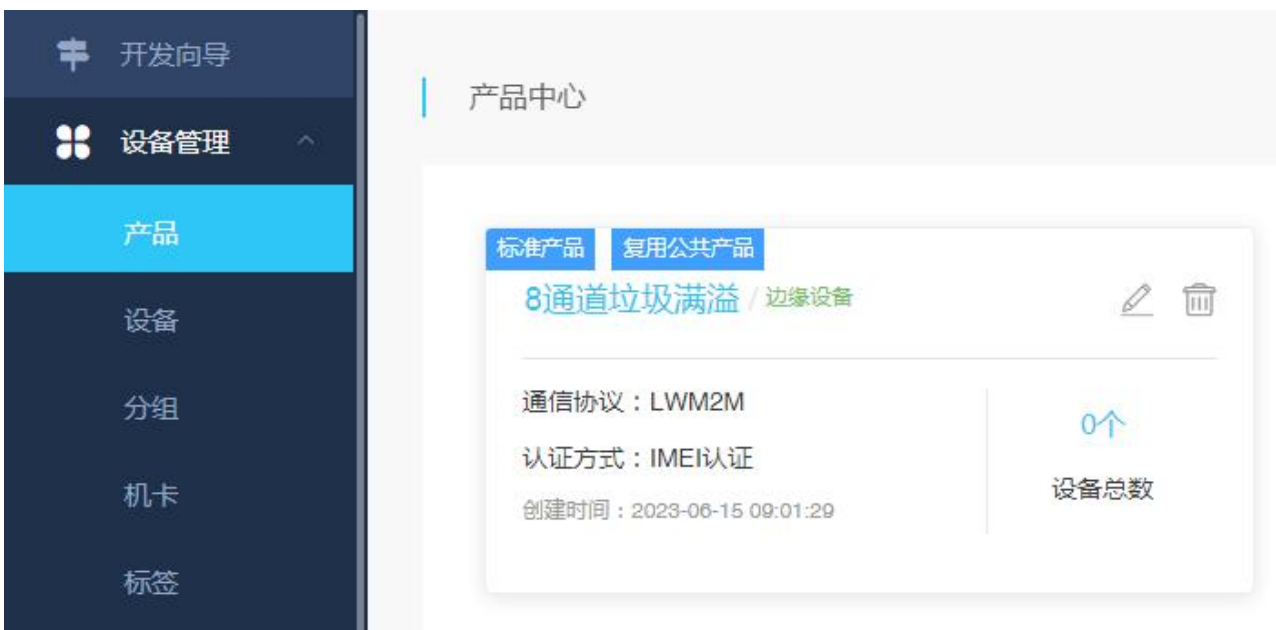 开发向导
设备管理
产品
设备
分组
机卡
标签
产品中心
标准产品 复用公共产品
8通道垃圾满溢 / 边缘设备
通信协议：LWM2M
认证方式：IMEI认证
创建时间：2023-06-15 09:01:29
0个
设备总数